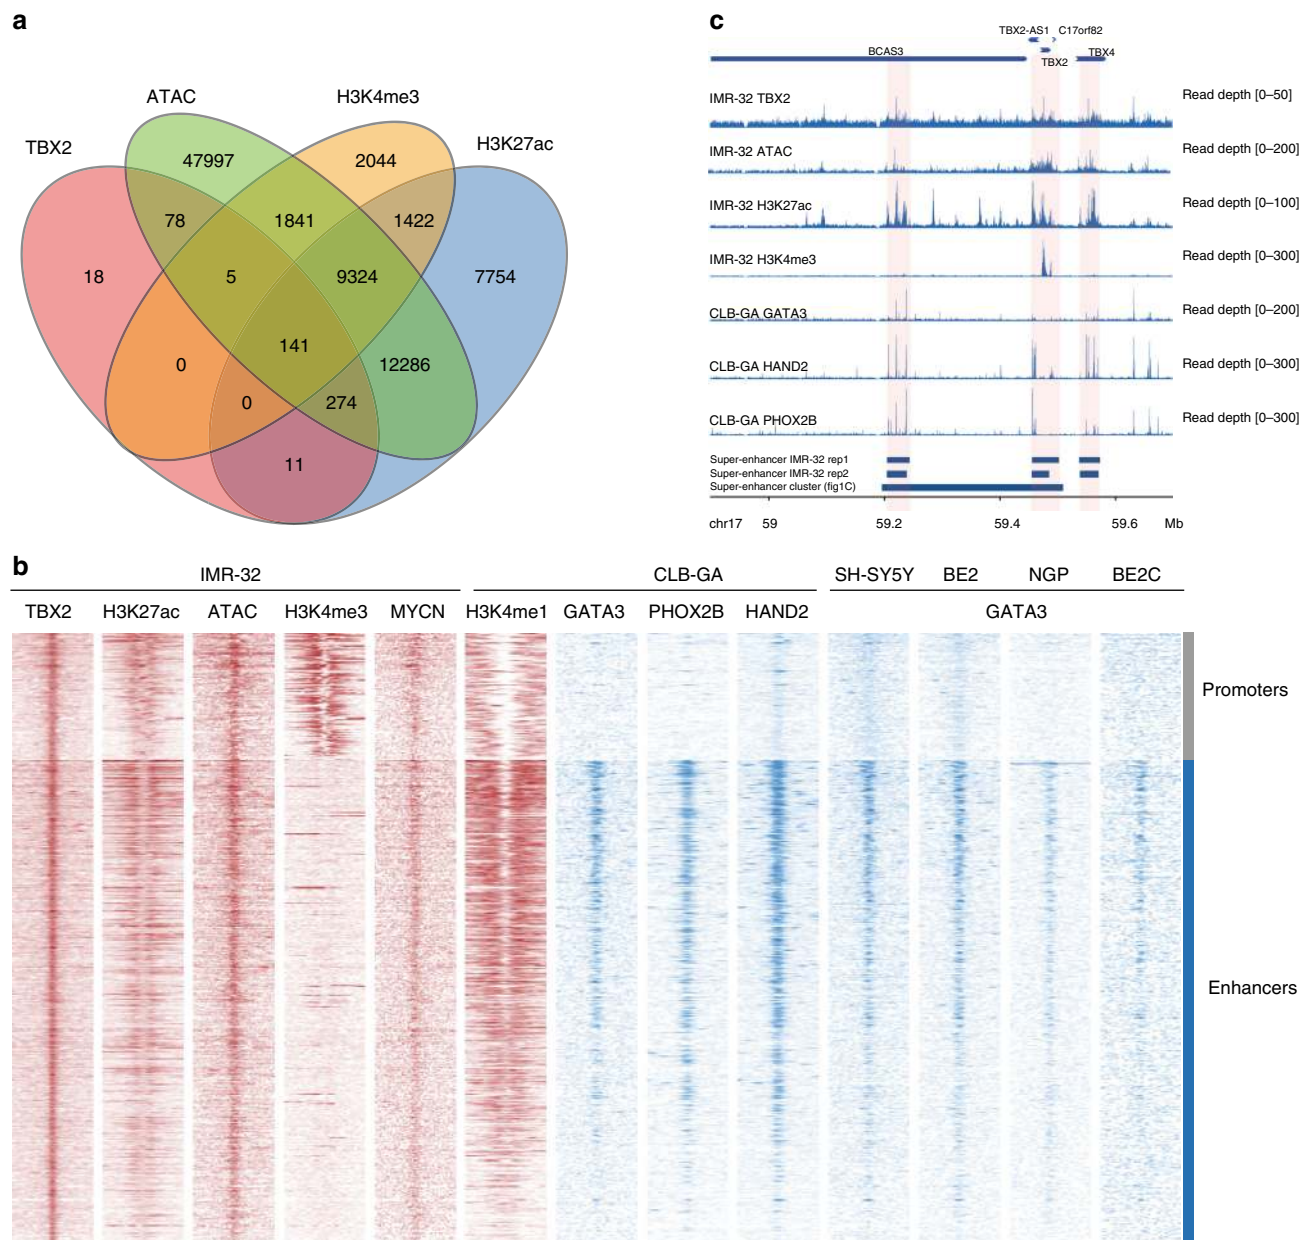 a
TBX2
ATAC
H3K4me3
H3K27ac
47997
2044
78
1841
1422
18
5
9324
7754
141
0
12286
0
274
11
c
TBX2-AS1
C17orf82
BCAS3
TBX2
TBX4
IMR-32 TBX2
Read depth [0–50]
IMR-32 ATAC
Read depth [0–200]
IMR-32 H3K27ac
Read depth [0–100]
IMR-32 H3K4me3
Read depth [0–300]
CLB-GA GATA3
Read depth [0–200]
CLB-GA HAND2
Read depth [0–300]
CLB-GA PHOX2B
Read depth [0–300]
Super-enhancer IMR-32 rep1
Super-enhancer IMR-32 rep2
Super-enhancer cluster (fig1C)
chr17 59 59.2 59.4 59.6 Mb
b
IMR-32 CLB-GA SH-SY5Y BE2 NGP BE2C
TBX2 H3K27ac ATAC H3K4me3 MYCN H3K4me1 GATA3 PHOX2B HAND2 GATA3
Promoters
Enhancers